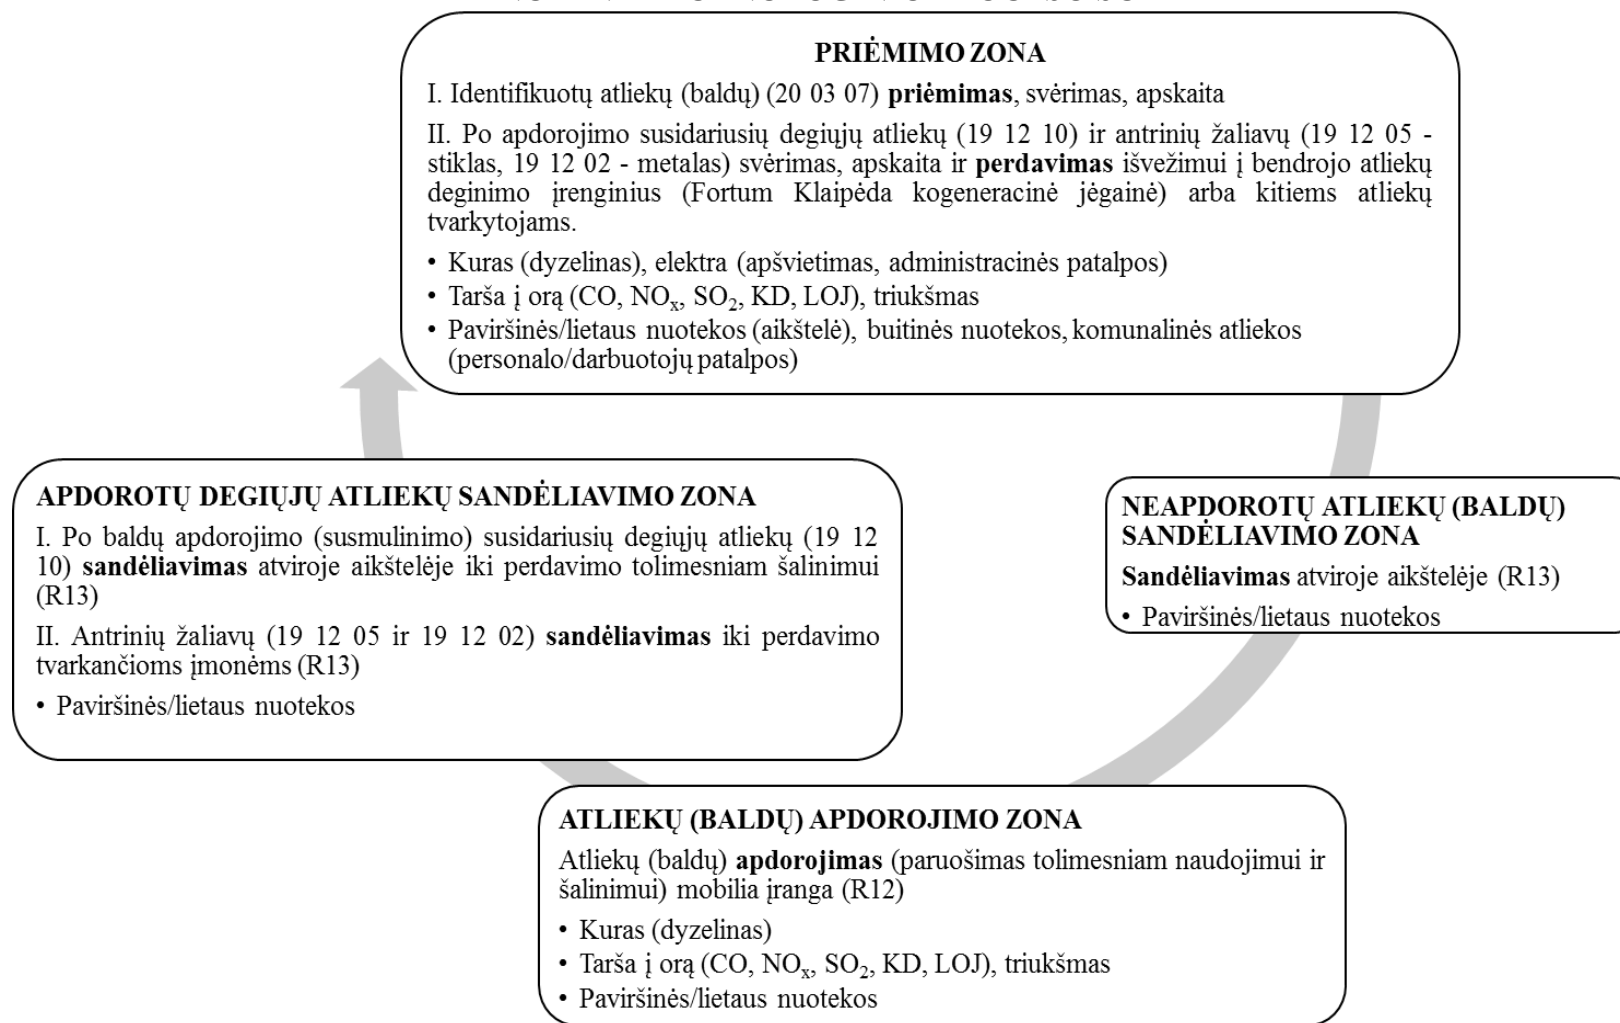 PRIĖMIMO ZONA
I. Identifikuotų atliekų (baldų) (20 03 07) priėmimas, svėrimas, apskaita
II. Po apdorojimo susidariusių degiųjų atliekų (19 12 10) ir antrinių žaliavų (19 12 05 -
stiklas, 19 12 02 - metalas) svėrimas, apskaita ir perdavimas išvežimui į bendrojo atliekų
deginimo įrenginius (Fortum Klaipėda kogeneracinė jėgainė) arba kitiems atliekų
tvarkytojams.
• Kuras (dyzelinas), elektra (apšvietimas, administracinės patalpos)
• Tarša į orą (CO, NOx, SO2, KD, LOJ), triukšmas
• Paviršinės/lietaus nuotekos (aikštelė), buitinės nuotekos, komunalinės atliekos
(personalo/darbuotojų patalpos)
NEAPDOROTŲ ATLIEKŲ (BALDŲ)
SANDĖLIAVIMO ZONA
Sandėliavimas atviroje aikštelėje (R13)
• Paviršinės/lietaus nuotekos
ATLIEKŲ (BALDŲ) APDOROJIMO ZONA
Atliekų (baldų) apdorojimas (paruošimas tolimesniam naudojimui ir
šalinimui) mobilia įranga (R12)
• Kuras (dyzelinas)
• Tarša į orą (CO, NOx, SO2, KD, LOJ), triukšmas
• Paviršinės/lietaus nuotekos
APDOROTŲ DEGIŲJŲ ATLIEKŲ SANDĖLIAVIMO ZONA
I. Po baldų apdorojimo (susmulinimo) susidariusių degiųjų atliekų (19 12
10) sandėliavimas atviroje aikštelėje iki perdavimo tolimesniam šalinimui
(R13)
II. Antrinių žaliavų (19 12 05 ir 19 12 02) sandėliavimas iki perdavimo
tvarkančioms įmonėms (R13)
• Paviršinės/lietaus nuotekos